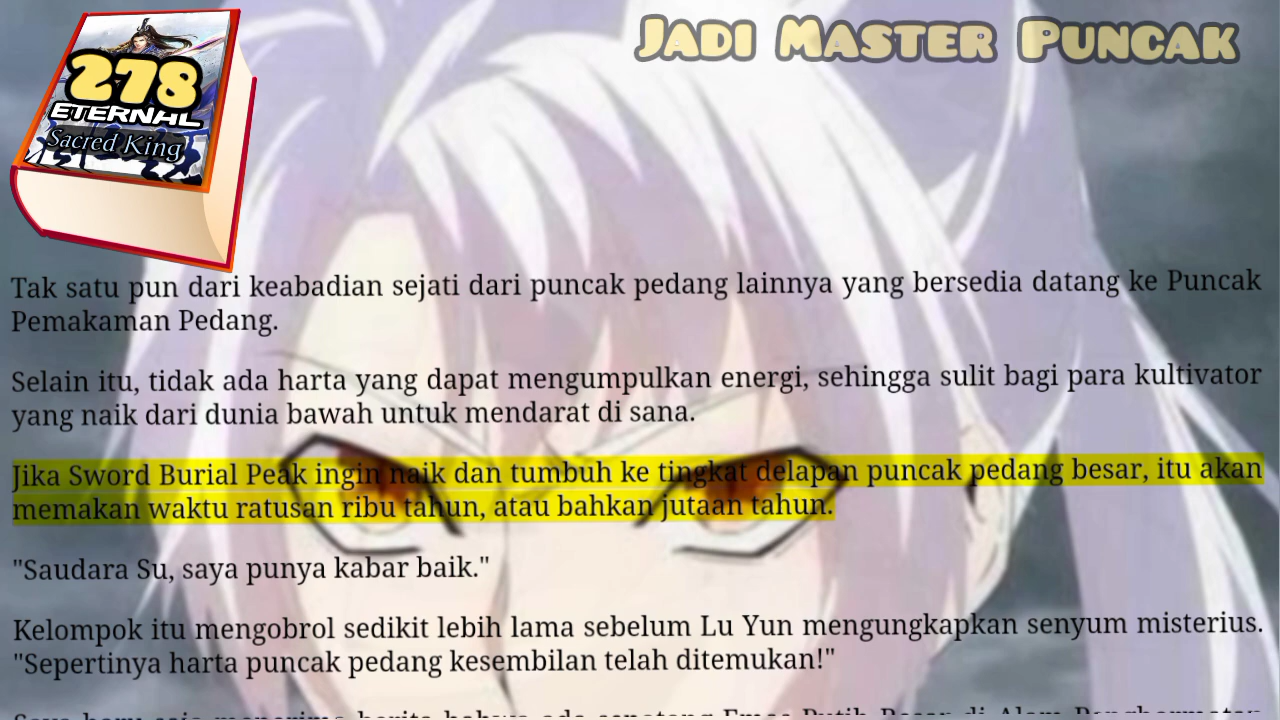 Jadi Master Puncak
278
ETERNAL
Sacred King
Tak satu pun dari keabadian sejati dari puncak pedang lainnya yang bersedia datang ke Puncak
Pemakaman Pedang.
Selain itu, tidak ada harta yang dapat mengumpulkan energi, sehingga sulit bagi para kultivator
yang naik dari dunia bawah untuk mendarat di sana.
Jika Sword Burial Peak ingin naik dan tumbuh ke tingkat delapan puncak pedang besar, itu akan
memakan waktu ratusan ribu tahun, atau bahkan jutaan tahun.
"Saudara Su, saya punya kabar baik."
Kelompok itu mengobrol sedikit lebih lama sebelum Lu Yun mengungkapkan senyum misterius.
"Sepertinya harta puncak pedang kesembilan telah ditemukan!"